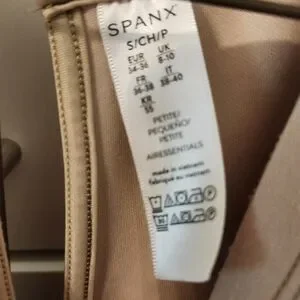 SPANX
S/CH/P
EUR UK
34-36 8-10
FR IT
36-38 38-40
KR
55
PETITE/
PEQUEÑO/
PETITE
AIRESSENTIALS
made in vietnam
fabriqué au vietnam